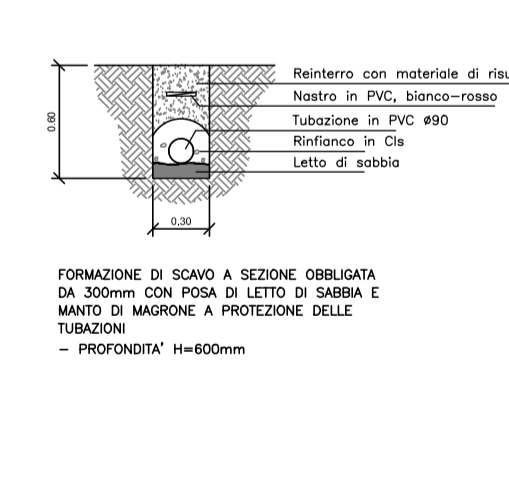 Reinterro con materiale di
Nastro in PVC, bianco-rosso
Tubazione in PVC ø90
Rinfianco in Cls
Letto di sabbia
0.60
0,30
FORMAZIONE DI SCAVO A SEZIONE OBBLIGATA
DA 300mm CON POSA DI LETTO DI SABBIA E
MANTO DI MAGRONE A PROTEZIONE DELLE
TUBAZIONI
- PROFONDITA' H=600mm